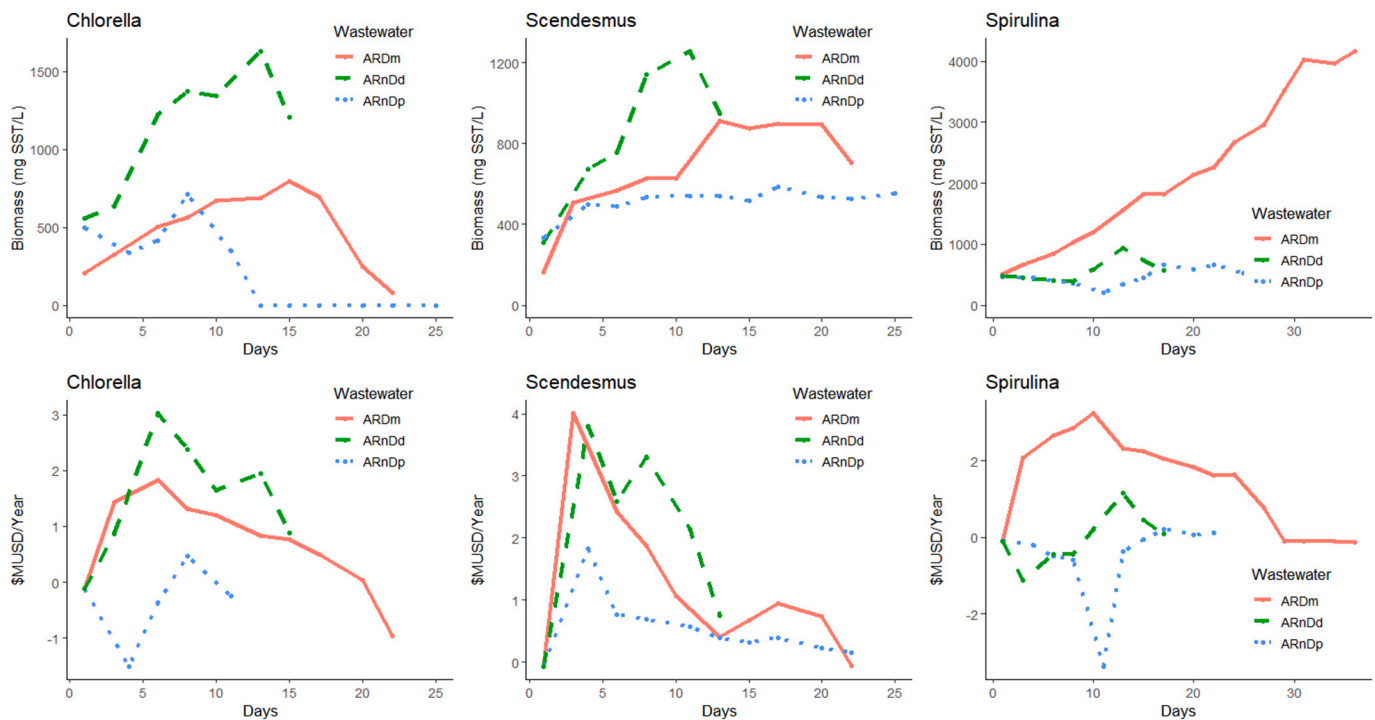 Chlorella
Wastewater
ARDm
ARnDd
ARnDp
Biomass (mg SST/L)
1500
1000
500
0
0 5 10 15 20 25
Days
Scendesmus
Wastewater
ARDm
ARnDd
ARnDp
Biomass (mg SST/L)
1200
800
400
0
0 5 10 15 20 25
Days
Spirulina
Biomass (mg SST/L)
4000
3000
2000
1000
0
Wastewater
ARDm
ARnDd
ARnDp
0 10 20 30
Days
Chlorella
Wastewater
ARDm
ARnDd
ARnDp
$MUSD/Year
3
2
1
0
-1
0 5 10 15 20 25
Days
Scendesmus
Wastewater
ARDm
ARnDd
ARnDp
$MUSD/Year
4
3
2
1
0
0 5 10 15 20 25
Days
Spirulina
$MUSD/Year
2
0
-2
Wastewater
ARDm
ARnDd
ARnDp
0 10 20 30
Days